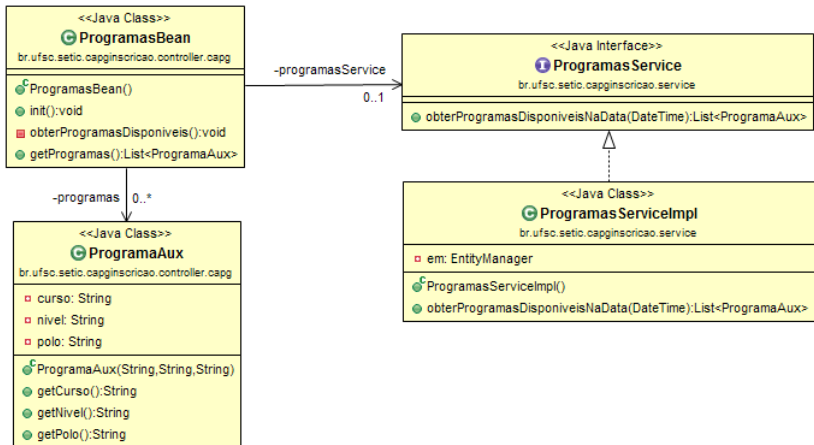 <<Java Class>>
ProgramasBean
br.ufsc.setic.capginscricao.controller.capg
ProgramasBean()
init():void
obterProgramasDisponiveis():void
getProgramas():List<ProgramaAux>
-programasService
0..1
<<Java Interface>>
ProgramasService
br.ufsc.setic.capginscricao.service
obterProgramasDisponiveisNaData(DateTime):List<ProgramaAux>
-programas 0..*
<<Java Class>>
ProgramaAux
br.ufsc.setic.capginscricao.controller.capg
curso: String
nivel: String
polo: String
ProgramaAux(String,String,String)
getCurso():String
getNivel():String
getPolo():String
<<Java Class>>
ProgramasServiceImpl
br.ufsc.setic.capginscricao.service
em: EntityManager
ProgramasServiceImpl()
obterProgramasDisponiveisNaData(DateTime):List<ProgramaAux>